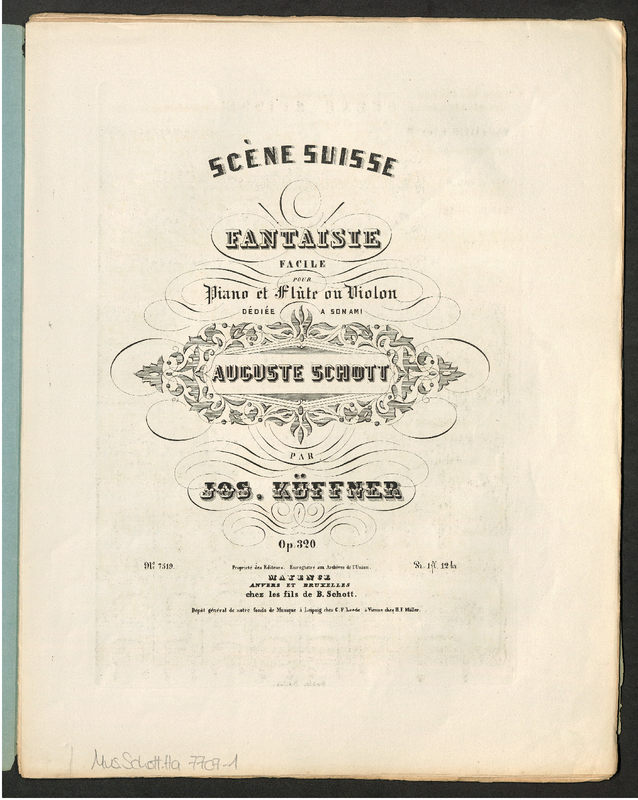 SCÈNE SUISSE
FANTAISIE
FACILE
POUR
Piano et Flûte ou Violon
DÉDIÉE A SON AMI
AUGUSTE SCHOTT
PAR
JOS. KÜFFNER
Op. 320
No. 7519. Propriété des Editeurs. Enregistré aux Archives de l'Union. Pr. 1 fl. 12 kr
MAYENCE
ANVERS ET BRUXELLES
chez les fils de B. Schott.
Dépôt général de notre fonds de Musique à Leipzig chez C. F. Leede à Vienne chez H. F. Müller.
Mus.Schott.Ha 7709-1